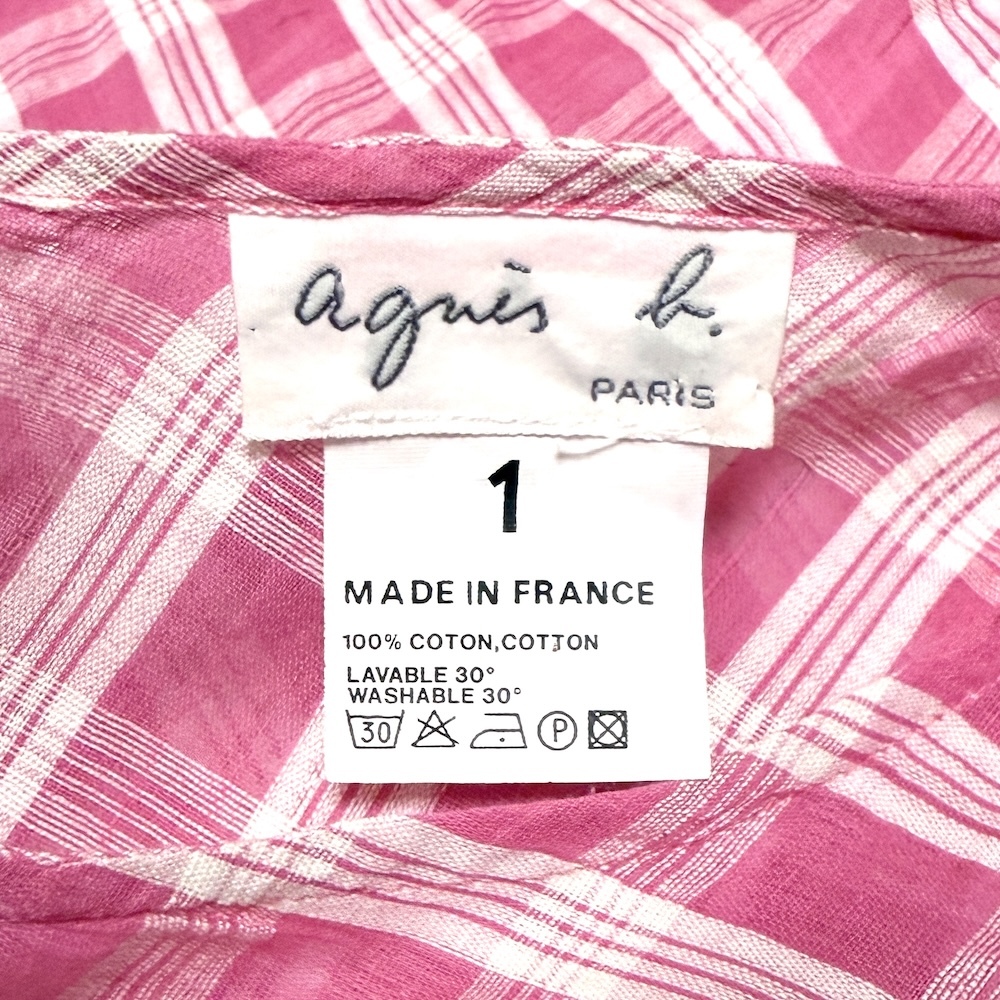 agnès b.
PARIS
1
MADE IN FRANCE
100% COTON,COTTON
LAVABLE 30°
WASHABLE 30°
30 P